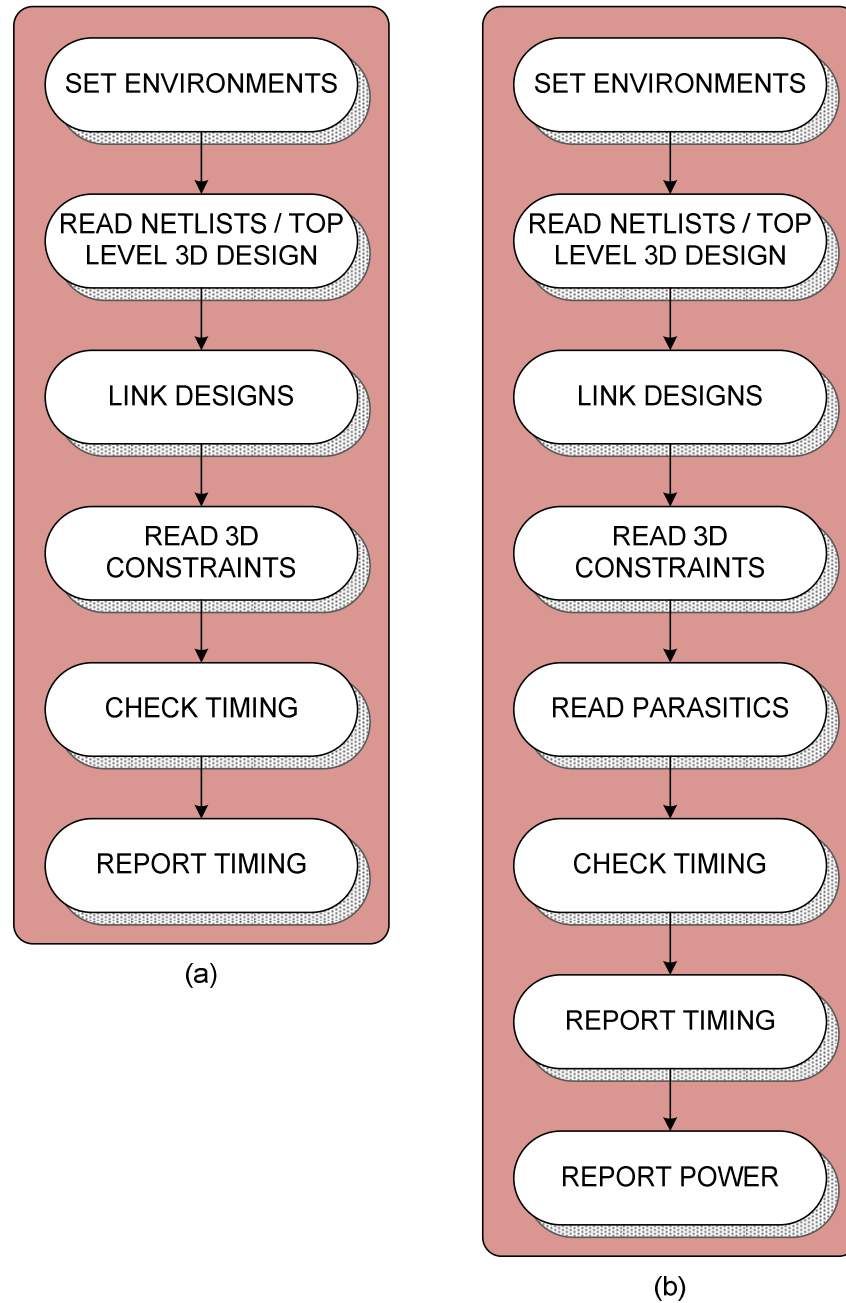 SET ENVIRONMENTS
READ NETLISTS / TOP
LEVEL 3D DESIGN
LINK DESIGNS
READ 3D
CONSTRAINTS
CHECK TIMING
REPORT TIMING
(a)
SET ENVIRONMENTS
READ NETLISTS / TOP
LEVEL 3D DESIGN
LINK DESIGNS
READ 3D
CONSTRAINTS
READ PARASITICS
CHECK TIMING
REPORT TIMING
REPORT POWER
(b)